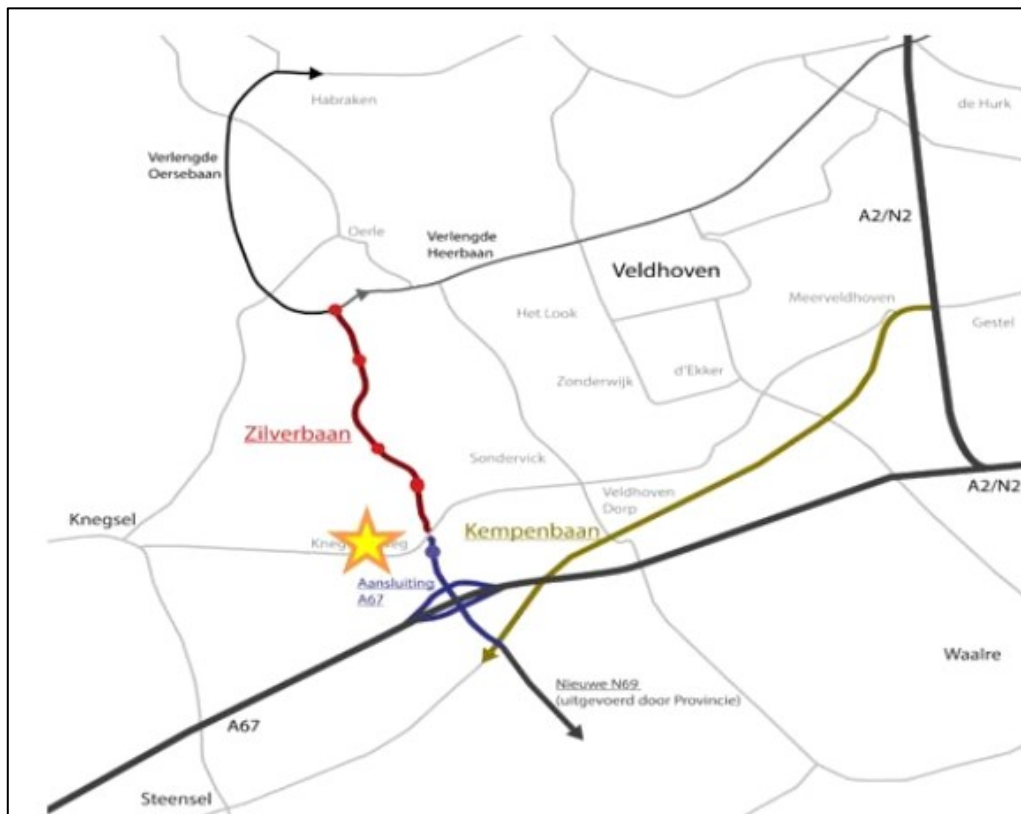 Habraken
de Hurk
Verlengde
Oersebaan
A2/N2
Oerle
Verlengde
Heerbaan
Veldhoven
Meerveldhoven
Gestel
Het Look
d'Ekker
Zonderwijk
Zilverbaan
Sondervick
A2/N2
Veldhoven
Dorp
Knegsel
Kempenbaan
Aansluiting
A67
Waalre
Nieuwe N69
(uitgevoerd door Provincie)
A67
Steensel